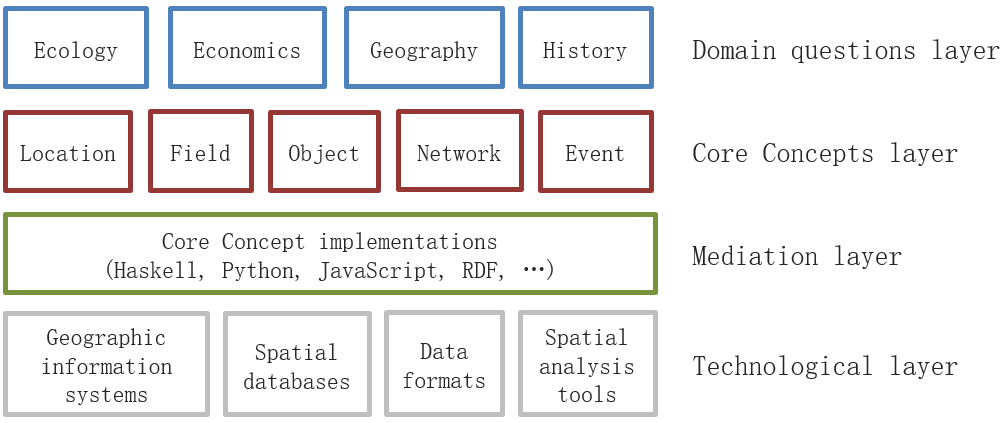 Ecology
Economics
Geography
History
Domain questions layer
Location
Field
Object
Network
Event
Core Concepts layer
Core Concept implementations
(Haskell, Python, JavaScript, RDF, …)
Mediation layer
Geographic
information
systems
Spatial
databases
Data
formats
Spatial
analysis
tools
Technological layer